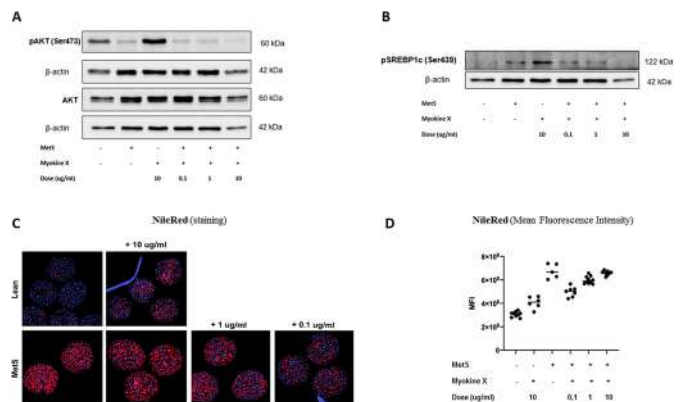 A
pAKT (Ser473)
60 kDa
β-actin
42 kDa
AKT
60 kDa
β-actin
42 kDa
MetS - + - + + +
Myokine X - - + + + +
Dose (ug/ml) 10 0.1 1 10
B
pSREBP1c (Ser439)
122 kDa
β-actin
42 kDa
MetS - + - + + +
Myokine X - - + + + +
Dose (ug/ml) 10 0.1 1 10
C
NileRed (staining)
+ 10 ug/ml
Lean
+ 1 ug/ml
+ 0.1 ug/ml
MetS
D
NileRed (Mean Fluorescence Intensity)
MFI
MetS - - + + + +
Myokine X - + - + + +
Dose (ug/ml) 10 0.1 1 10